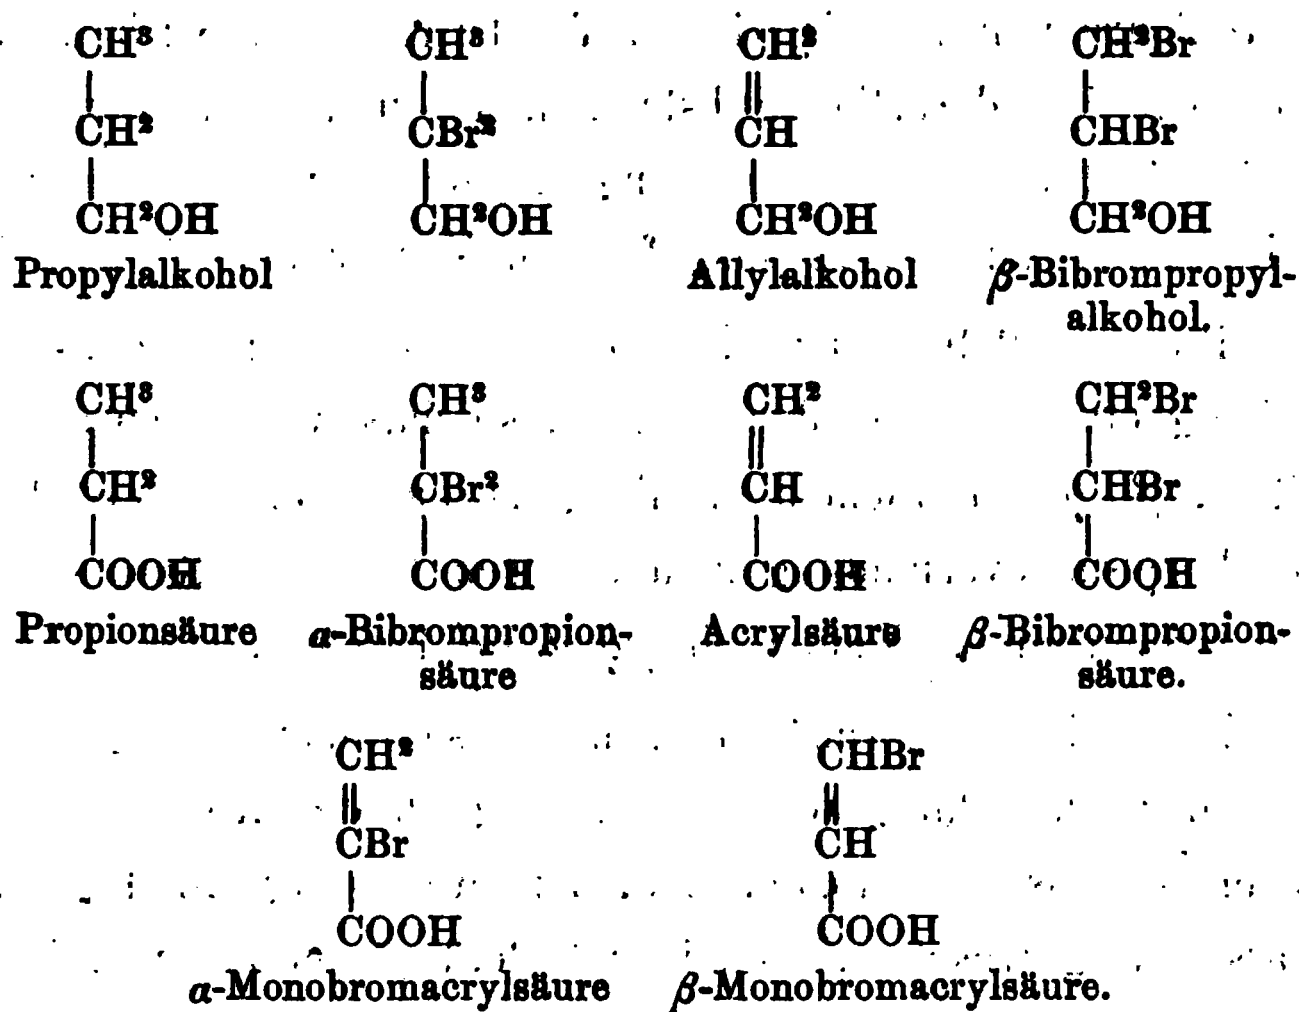 CH³ CH³ CH² CH²Br
CH² CBr² CH CHBr
CH²OH CH²OH CH²OH CH²OH
Propylalkohol Allylalkohol β-Bibrompropyl-
alkohol.
CH³ CH³ CH² CH²Br
CH² CBr² CH CHBr
COOH COOH COOH COOH
Propionsäure α-Bibrompropion- Acrylsäure β-Bibrompropion-
säure säure.
CH² CHBr
CBr CH
COOH COOH
α-Monobromacrylsäure β-Monobromacrylsäure.